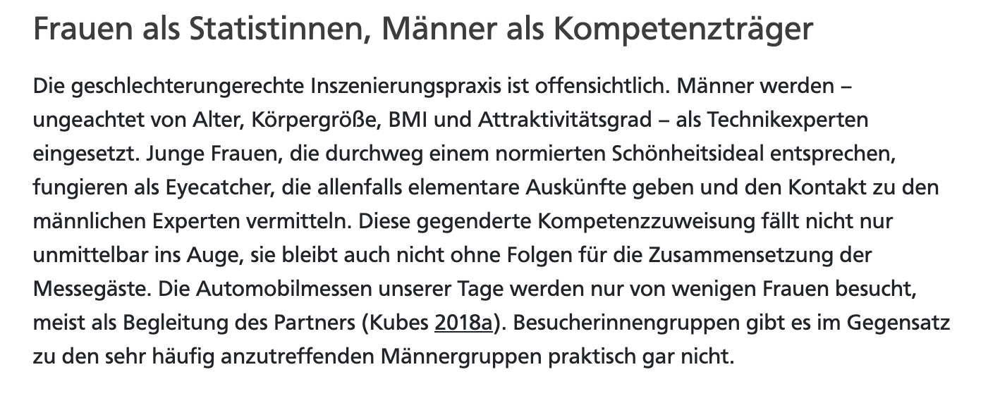 Frauen als Statistinnen, Männer als Kompetenzträger
Die geschlechterungerechte Inszenierungspraxis ist offensichtlich. Männer werden –
ungeachtet von Alter, Körpergröße, BMI und Attraktivitätsgrad – als Technikexperten
eingesetzt. Junge Frauen, die durchweg einem normierten Schönheitsideal entsprechen,
fungieren als Eyecatcher, die allenfalls elementare Auskünfte geben und den Kontakt zu den
männlichen Experten vermitteln. Diese gegenderte Kompetenzzuweisung fällt nicht nur
unmittelbar ins Auge, sie bleibt auch nicht ohne Folgen für die Zusammensetzung der
Messegäste. Die Automobilmessen unserer Tage werden nur von wenigen Frauen besucht,
meist als Begleitung des Partners (Kubes 2018a). Besucherinnengruppen gibt es im Gegensatz
zu den sehr häufig anzutreffenden Männergruppen praktisch gar nicht.